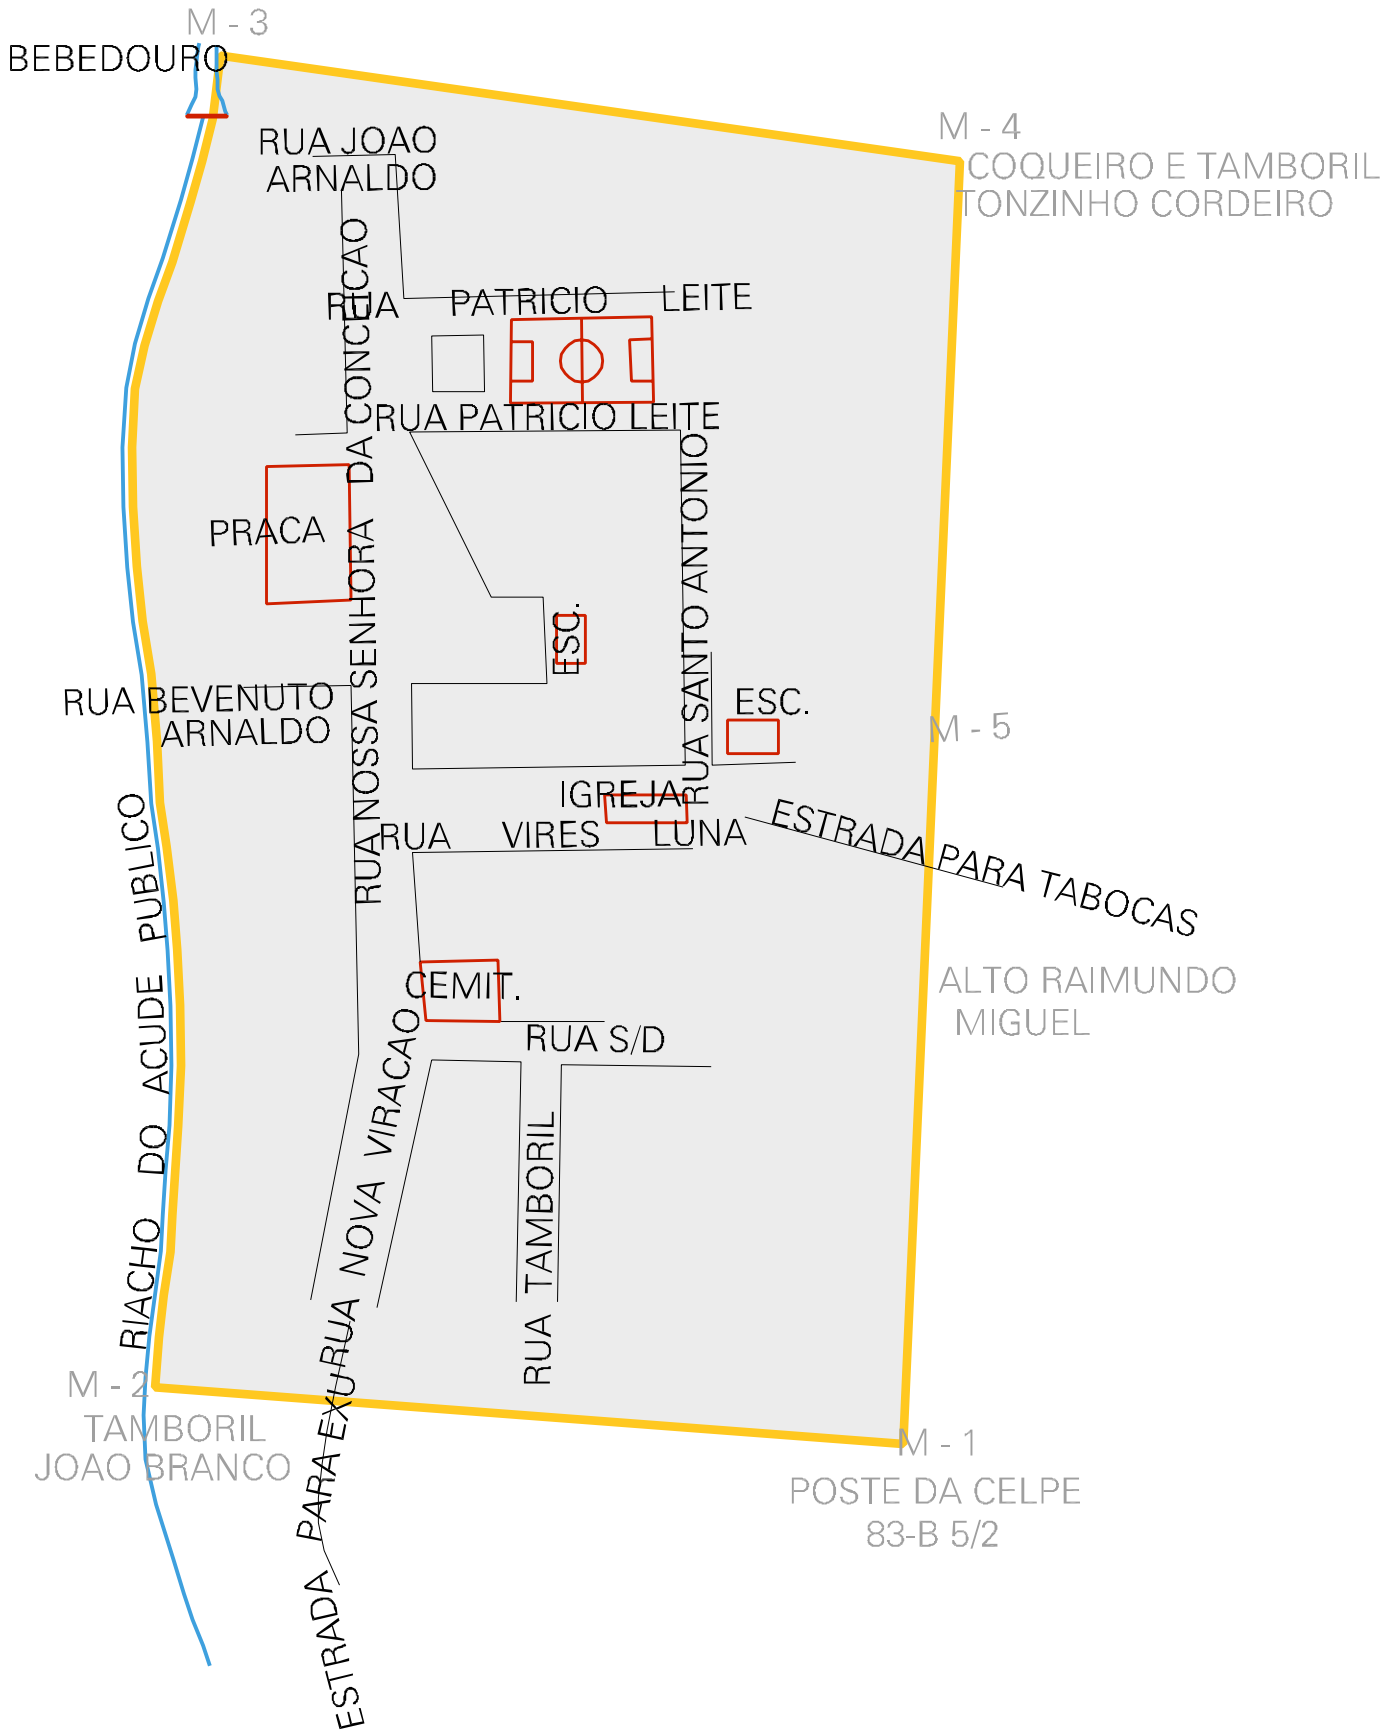 M - 3
BEBEDOURO
M - 4
COQUEIRO E TAMBORIL
TONZINHO CORDEIRO
RUA JOAO
ARNALDO
RUA PATRICIO LEITE
RUA PATRICIO LEITE
RUA NOSSA SENHORA DA CONCEICAO
PRACA
RUA SANTO ANTONIO
ESC.
RUA BEVENUTO
ARNALDO
ESC.
M - 5
IGREJA
RUA VIRES LUNA
ESTRADA PARA TABOCAS
RIACHO DO ACUDE PUBLICO
CEMIT.
ALTO RAIMUNDO
MIGUEL
RUA S/D
RUA NOVA VIRACAO
RUA TAMBORIL
M - 2
TAMBORIL
JOAO BRANCO
ESTRADA PARA EXU
M - 1
POSTE DA CELPE
83-B 5/2